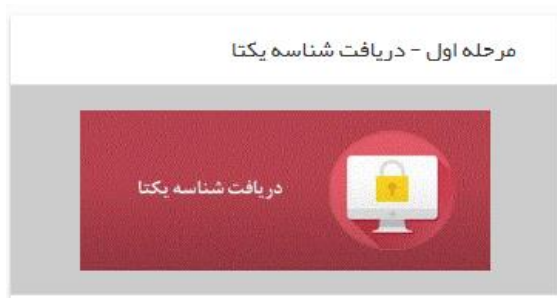 مرحله اول - دریافت شناسه یکتا
دریافت شناسه یکتا